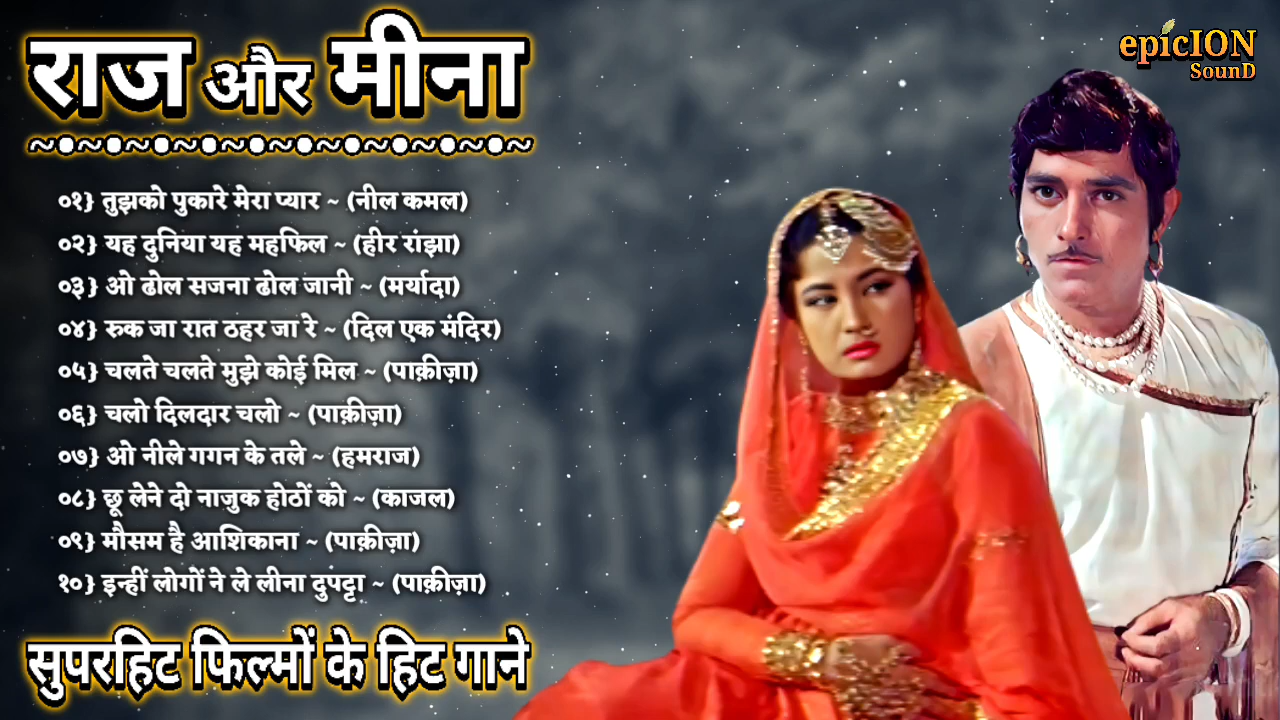 राज और मीना
~●~●~●~●~●~●~●~●~●~●~
०१} तुझको पुकारे मेरा प्यार ~ (नील कमल)
०२} यह दुनिया यह महफिल ~ (हीर रांझा)
०३} ओ ढोल सजना ढोल जानी ~ (मर्यादा)
०४} रुक जा रात ठहर जा रे ~ (दिल एक मंदिर)
०५} चलते चलते मुझे कोई मिल ~ (पाक़ीज़ा)
०६} चलो दिलदार चलो ~ (पाक़ीज़ा)
०७} ओ नीले गगन के तले ~ (हमराज)
०८} छू लेने दो नाजुक होठों को ~ (काजल)
०९} मौसम है आशिकाना ~ (पाक़ीज़ा)
१०} इन्हीं लोगों ने ले लीना दुपट्टा ~ (पाक़ीज़ा)
सुपरहिट फिल्मों के हिट गाने
epicION
SounD